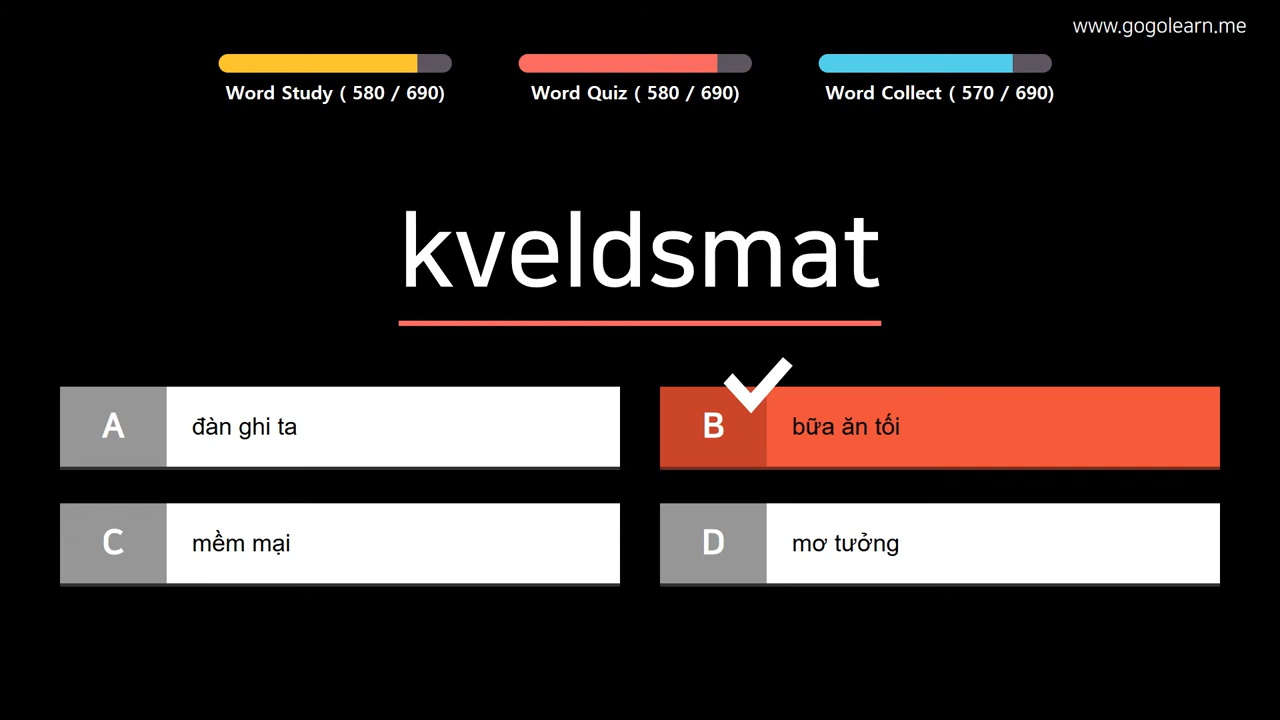 www.gogolearn.me
Word Study ( 580 / 690)
Word Quiz ( 580 / 690)
Word Collect ( 570 / 690)
kveldsmat
A đàn ghi ta
B bữa ăn tối
C mềm mại
D mơ tưởng